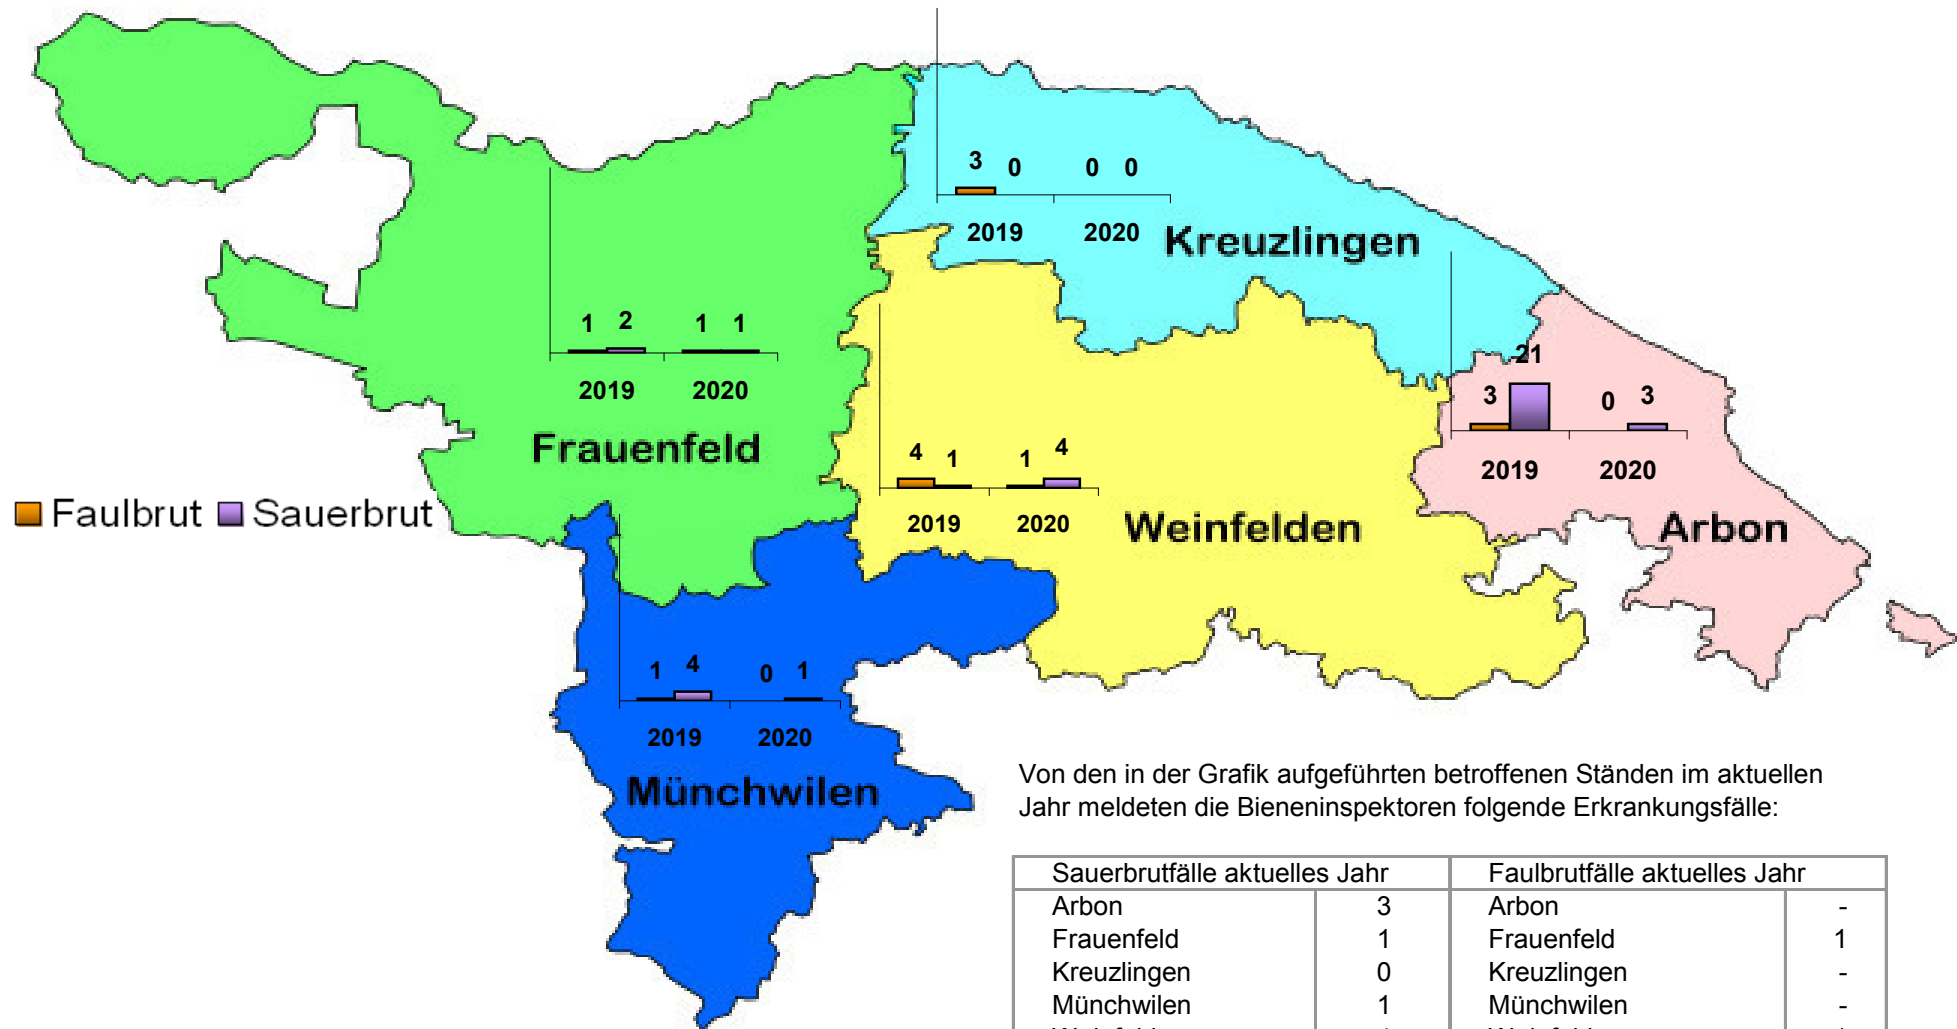 3 0 0 0
2019 2020
Kreuzlingen
1 2 1 1
2019 2020
Frauenfeld
21
3 0 3
2019 2020
Arbon
4 1 1 4
2019 2020
Weinfelden
Faulbrut Sauerbrut
1 4 0 1
2019 2020
Münchwilen
Von den in der Grafik aufgeführten betroffenen Ständen im aktuellen
Jahr meldeten die Bieneninspektoren folgende Erkrankungsfälle:
Sauerbrutfälle aktuelles Jahr Faulbrutfälle aktuelles Jahr
Arbon 3 Arbon -
Frauenfeld 1 Frauenfeld 1
Kreuzlingen 0 Kreuzlingen -
Münchwilen 1 Münchwilen -